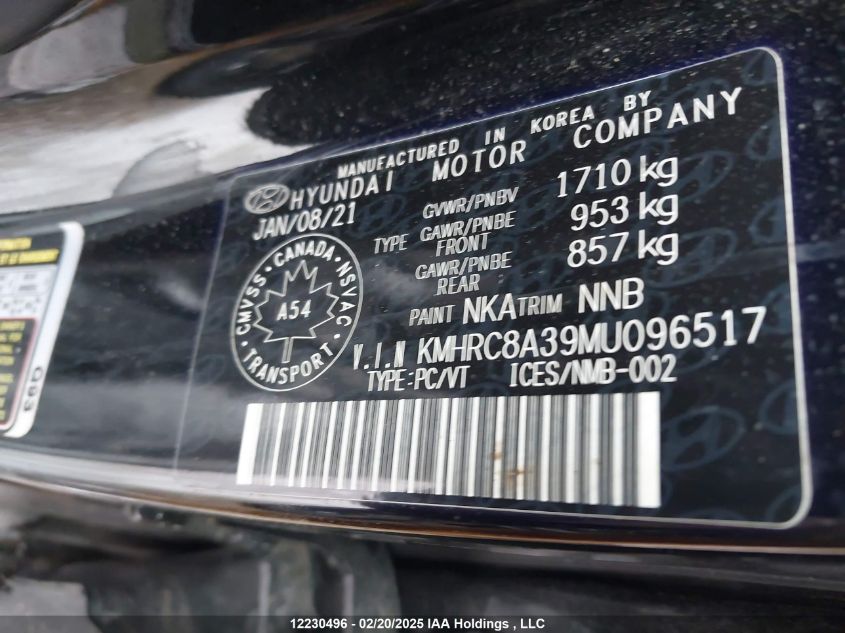 MANUFACTURED IN KOREA BY
HYUNDAI MOTOR COMPANY
JAN/08/21
GVWR/PNBV 1710 kg
TYPE GAWR/PNBE FRONT 953 kg
GAWR/PNBE REAR 857 kg
CMVSS · CANADA · NSVAC
A54
TRANSPORT
PAINT NKA TRIM NNB
V.I.N KMHRC8A39MU096517
TYPE:PC/VT ICES/NMB-002
G93
12230496 - 02/20/2025 IAA Holdings , LLC